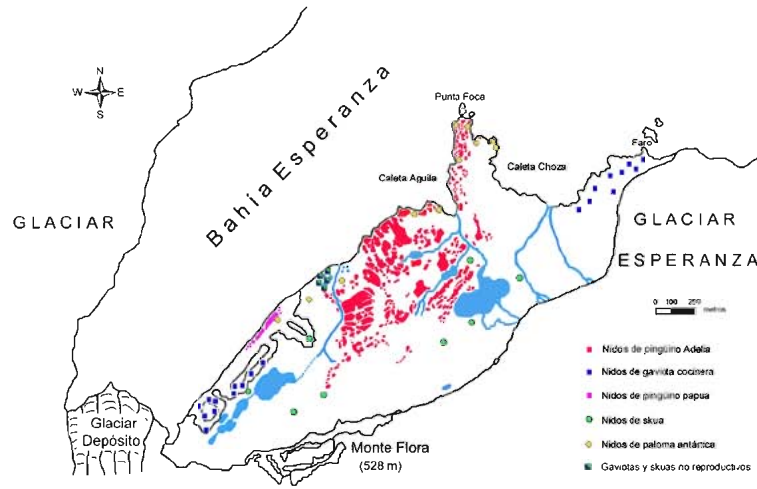 N
W E
S
Punta Foca
Faro
Caleta Aguila
Caleta Choza
Bahía Esperanza
GLACIAR
GLACIAR
ESPERANZA
0 100 250
metros
Nidos de pingüino Adelia
Nidos de gaviota cocinera
Nidos de pingüino papua
Nidos de skua
Nidos de paloma antártica
Gaviotas y skuas no reproductivos
Glaciar
Depósito
Monte Flora
(528 m)